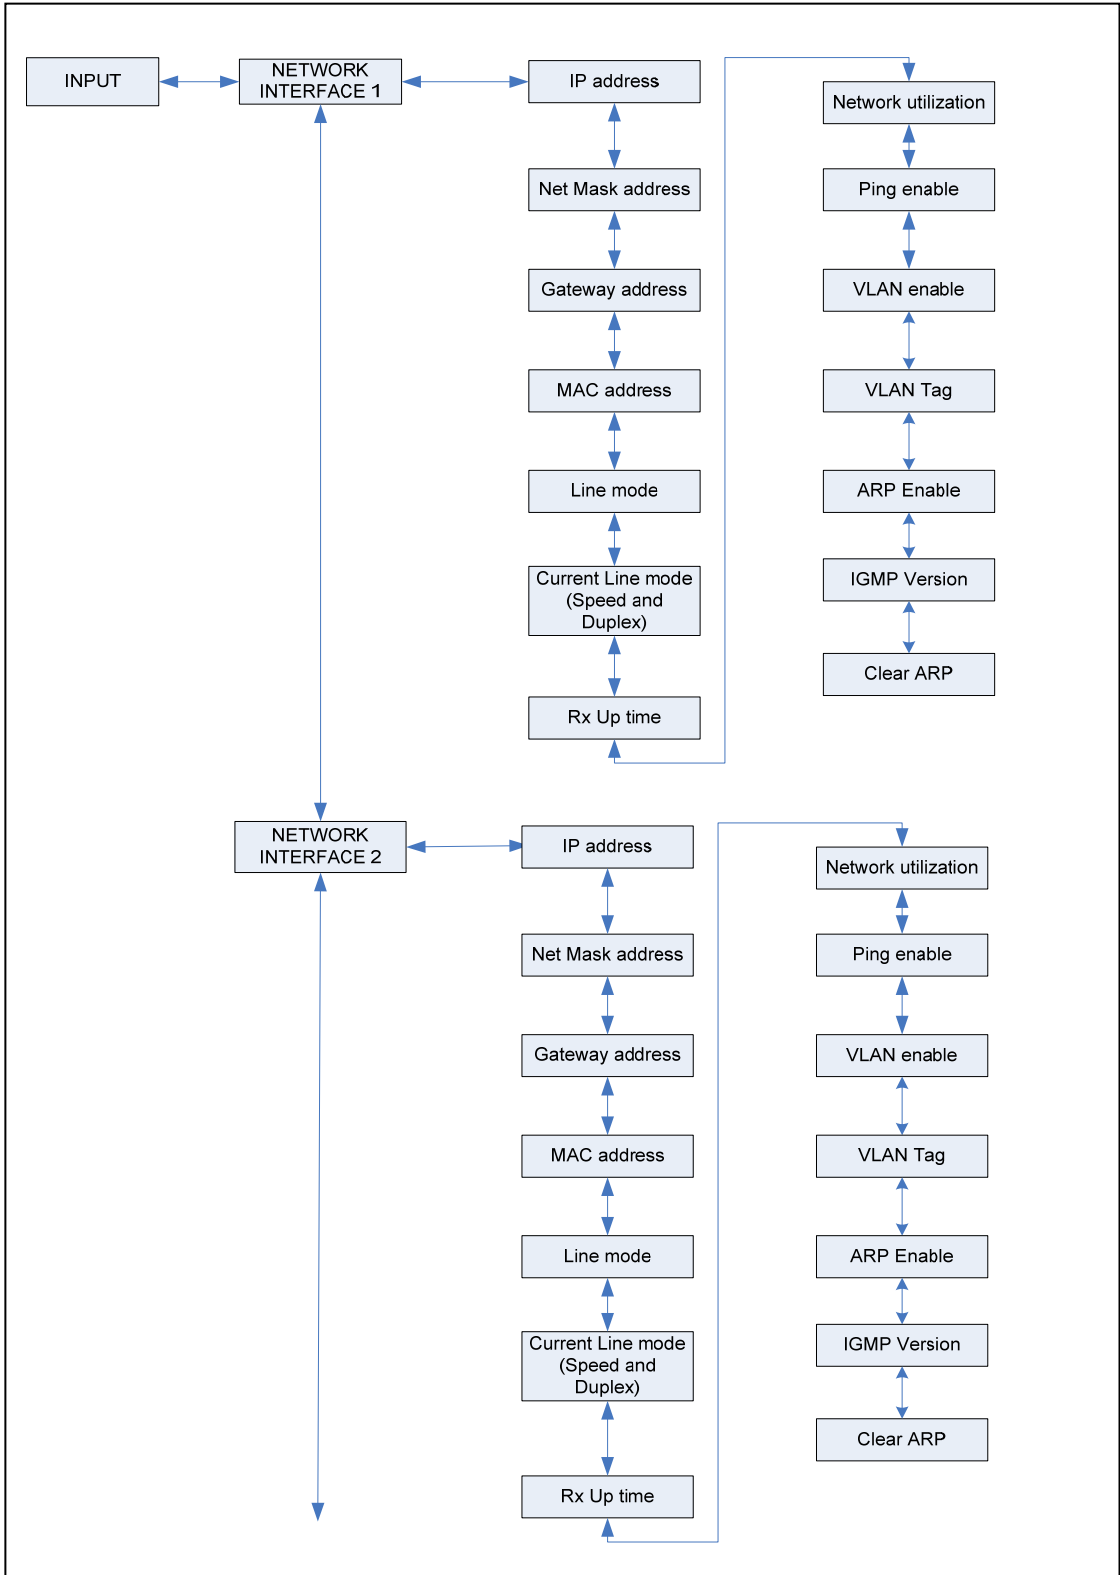 INPUT
NETWORK
INTERFACE 1
IP address
Net Mask address
Gateway address
MAC address
Line mode
Current Line mode
(Speed and
Duplex)
Rx Up time
Network utilization
Ping enable
VLAN enable
VLAN Tag
ARP Enable
IGMP Version
Clear ARP
NETWORK
INTERFACE 2
IP address
Net Mask address
Gateway address
MAC address
Line mode
Current Line mode
(Speed and
Duplex)
Rx Up time
Network utilization
Ping enable
VLAN enable
VLAN Tag
ARP Enable
IGMP Version
Clear ARP